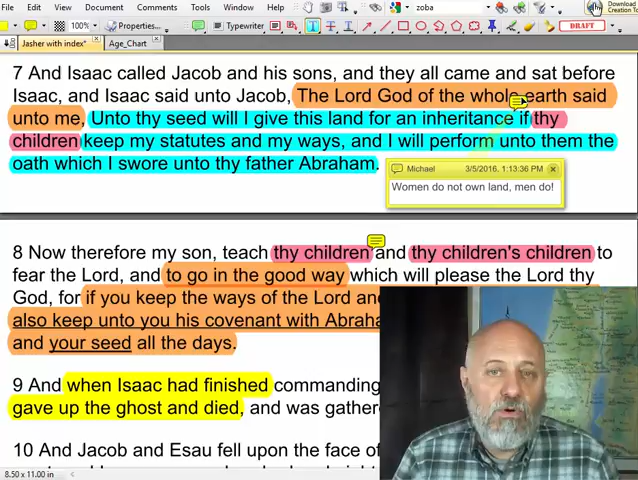 File Edit View Comment Tools Window Help zoba Download
Creation To
100% Properties... Typewriter DRAFT
Jasher with index* Age_Chart
7 And Isaac called Jacob and his sons, and they all came and sat before
Isaac, and Isaac said unto Jacob, The Lord God of the whole earth said
unto me, Unto thy seed will I give this land for an inheritance if thy
children keep my statutes and my ways, and I will perform unto them the
oath which I swore unto thy father Abraham.
Michael 3/5/2016, 1:13:36 PM
Women do not own land, men do!
8 Now therefore my son, teach thy children and thy children's children to
fear the Lord, and to go in the good way which will please the Lord thy
God, for if you keep the ways of the Lord and
also keep unto you his covenant with Abraha
and your seed all the days.
9 And when Isaac had finished commanding
gave up the ghost and died, and was gather
10 And Jacob and Esau fell upon the face of
8.50 x 11.00 in